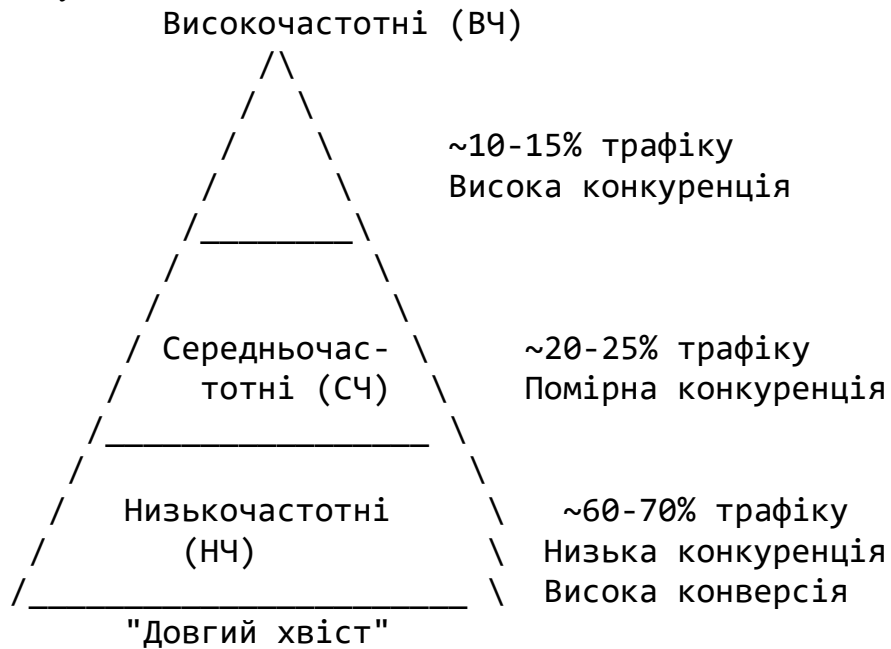 Високочастотні (ВЧ)
~10-15% трафіку
Висока конкуренція
Середньочас-
тотні (СЧ)
~20-25% трафіку
Помірна конкуренція
Низькочастотні
(НЧ)
~60-70% трафіку
Низька конкуренція
Висока конверсія
"Довгий хвіст"